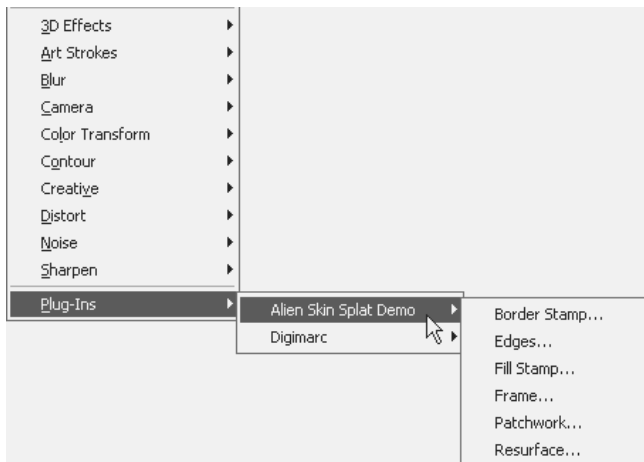 3D Effects
Art Strokes
Blur
Camera
Color Transform
Contour
Creative
Distort
Noise
Sharpen
Plug-Ins
Alien Skin Splat Demo
Digimarc
Border Stamp...
Edges...
Fill Stamp...
Frame...
Patchwork...
Resurface...